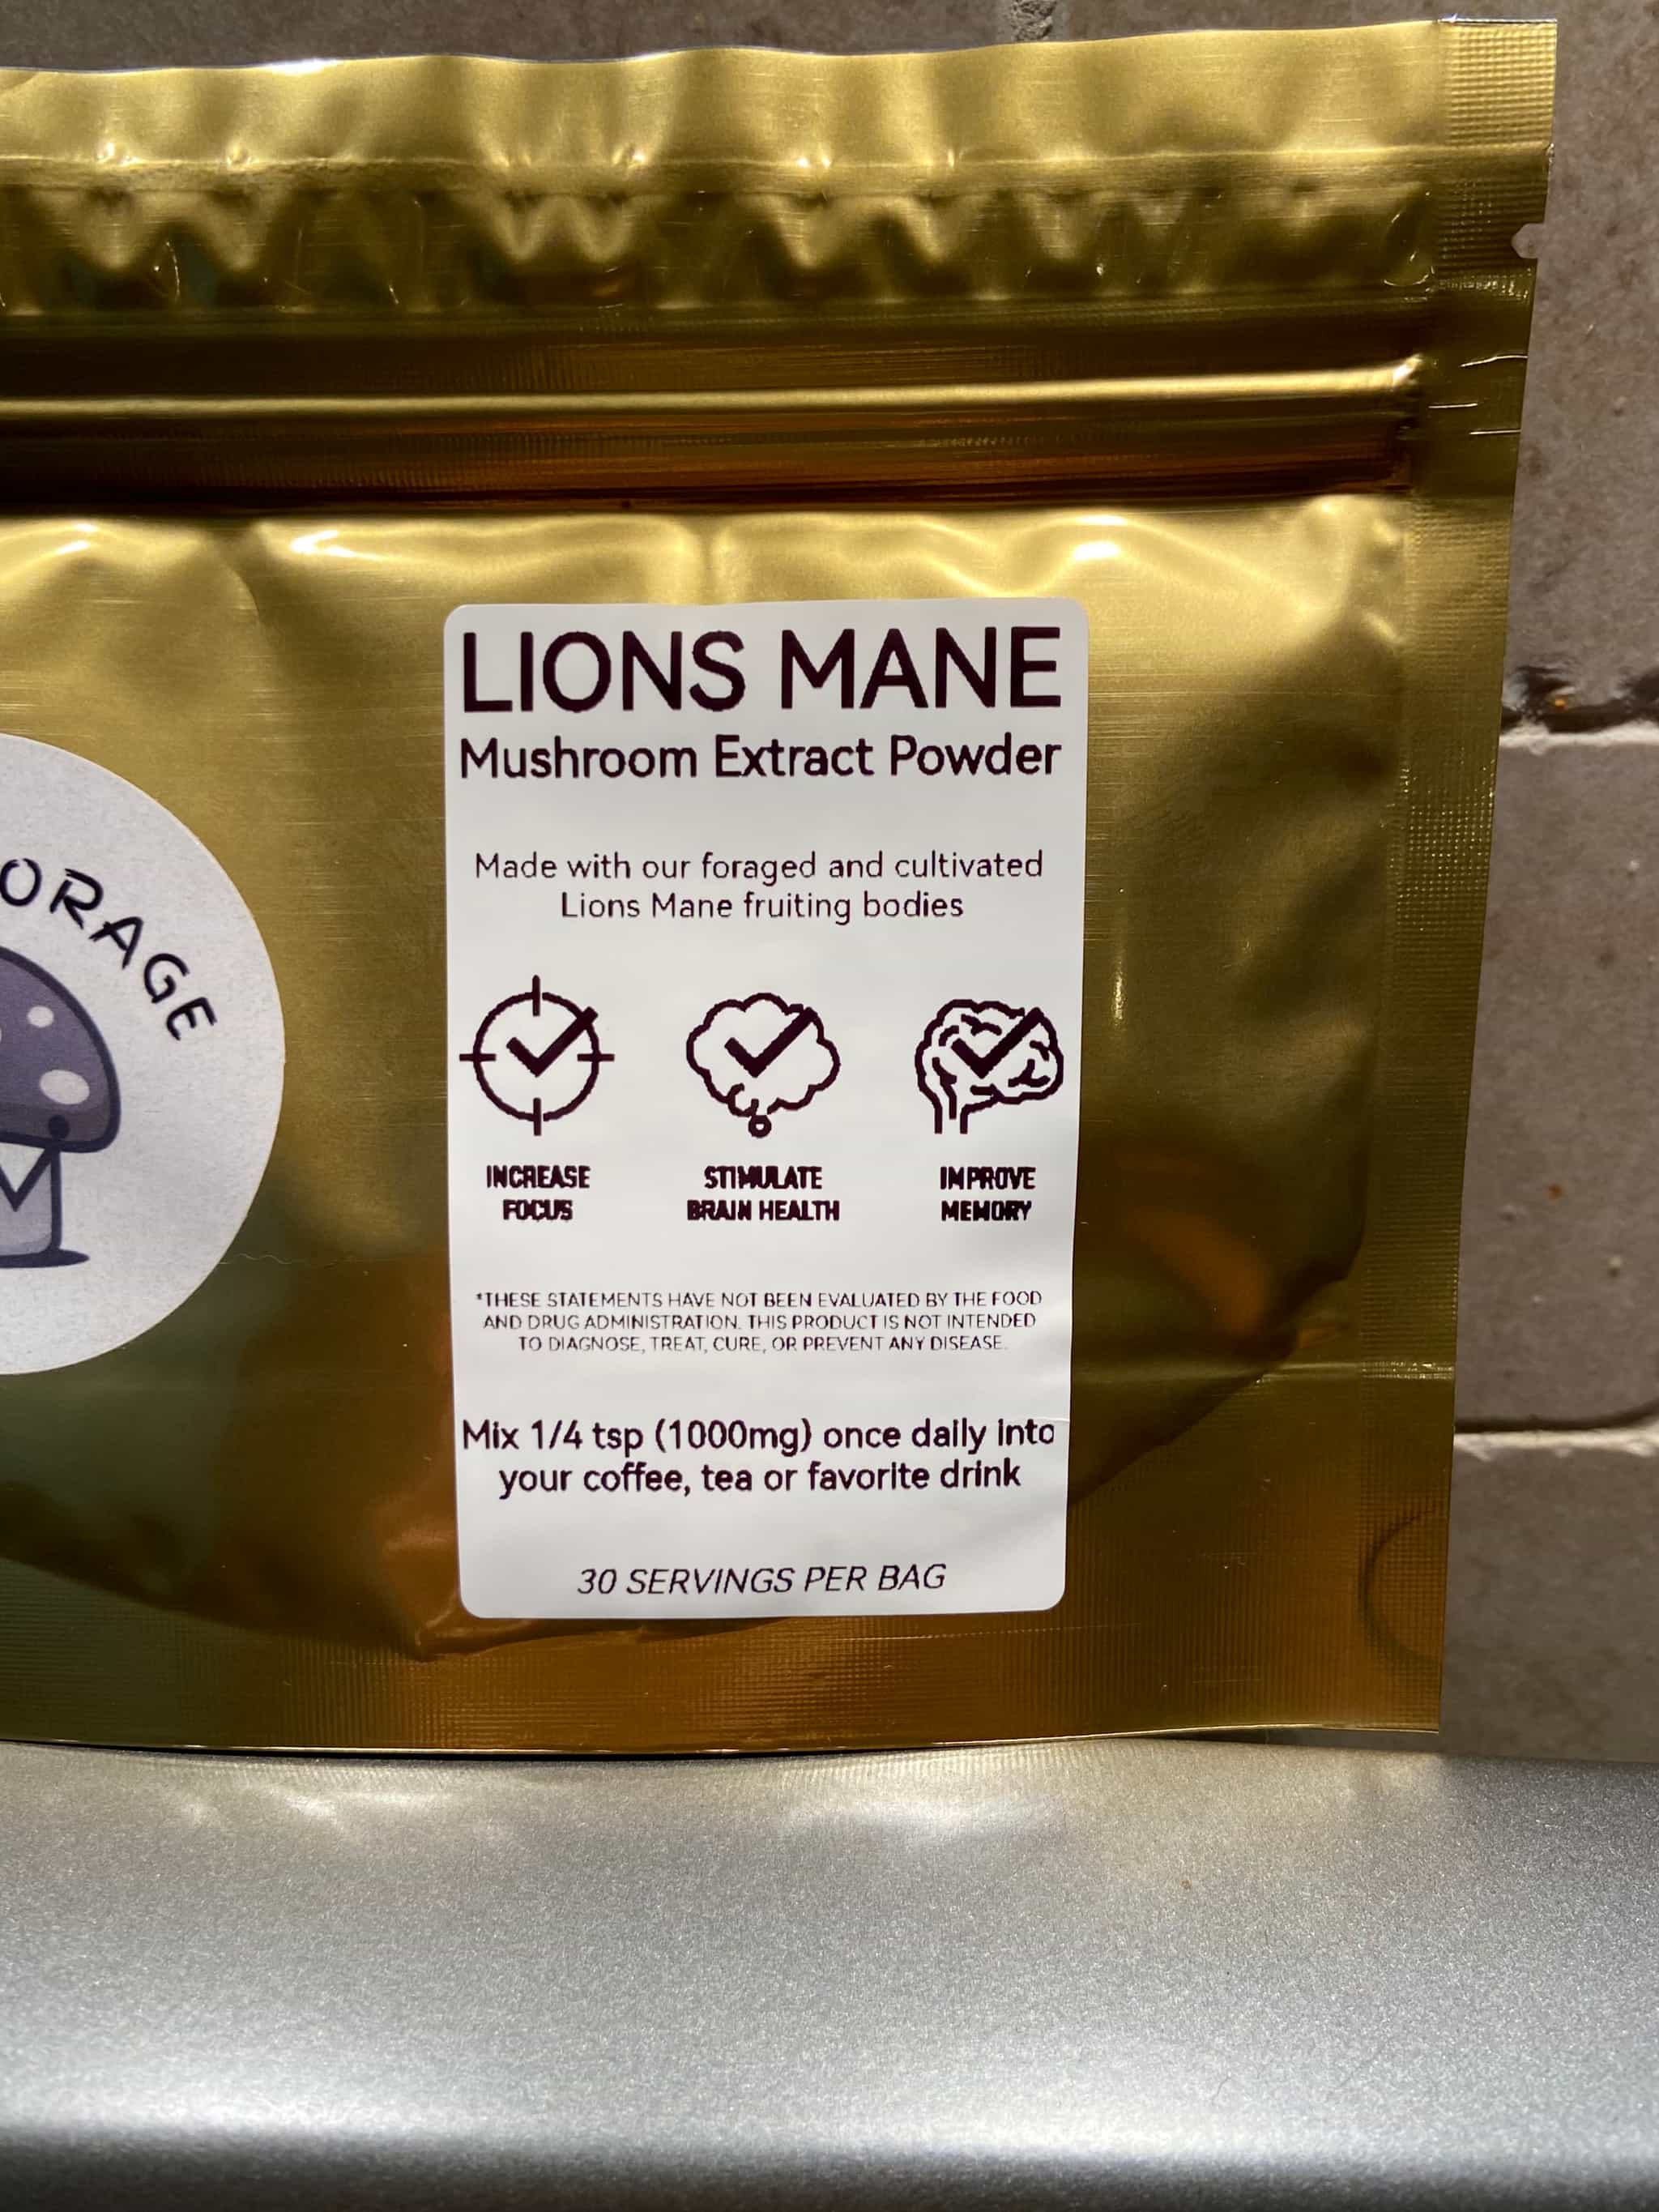 ORAGE
LIONS MANE
Mushroom Extract Powder
Made with our foraged and cultivated
Lions Mane fruiting bodies
INCREASE
FOCUS
STIMULATE
BRAIN HEALTH
IMPROVE
MEMORY
*THESE STATEMENTS HAVE NOT BEEN EVALUATED BY THE FOOD
AND DRUG ADMINISTRATION. THIS PRODUCT IS NOT INTENDED
TO DIAGNOSE, TREAT, CURE, OR PREVENT ANY DISEASE.
Mix 1/4 tsp (1000mg) once daily into
your coffee, tea or favorite drink
30 SERVINGS PER BAG